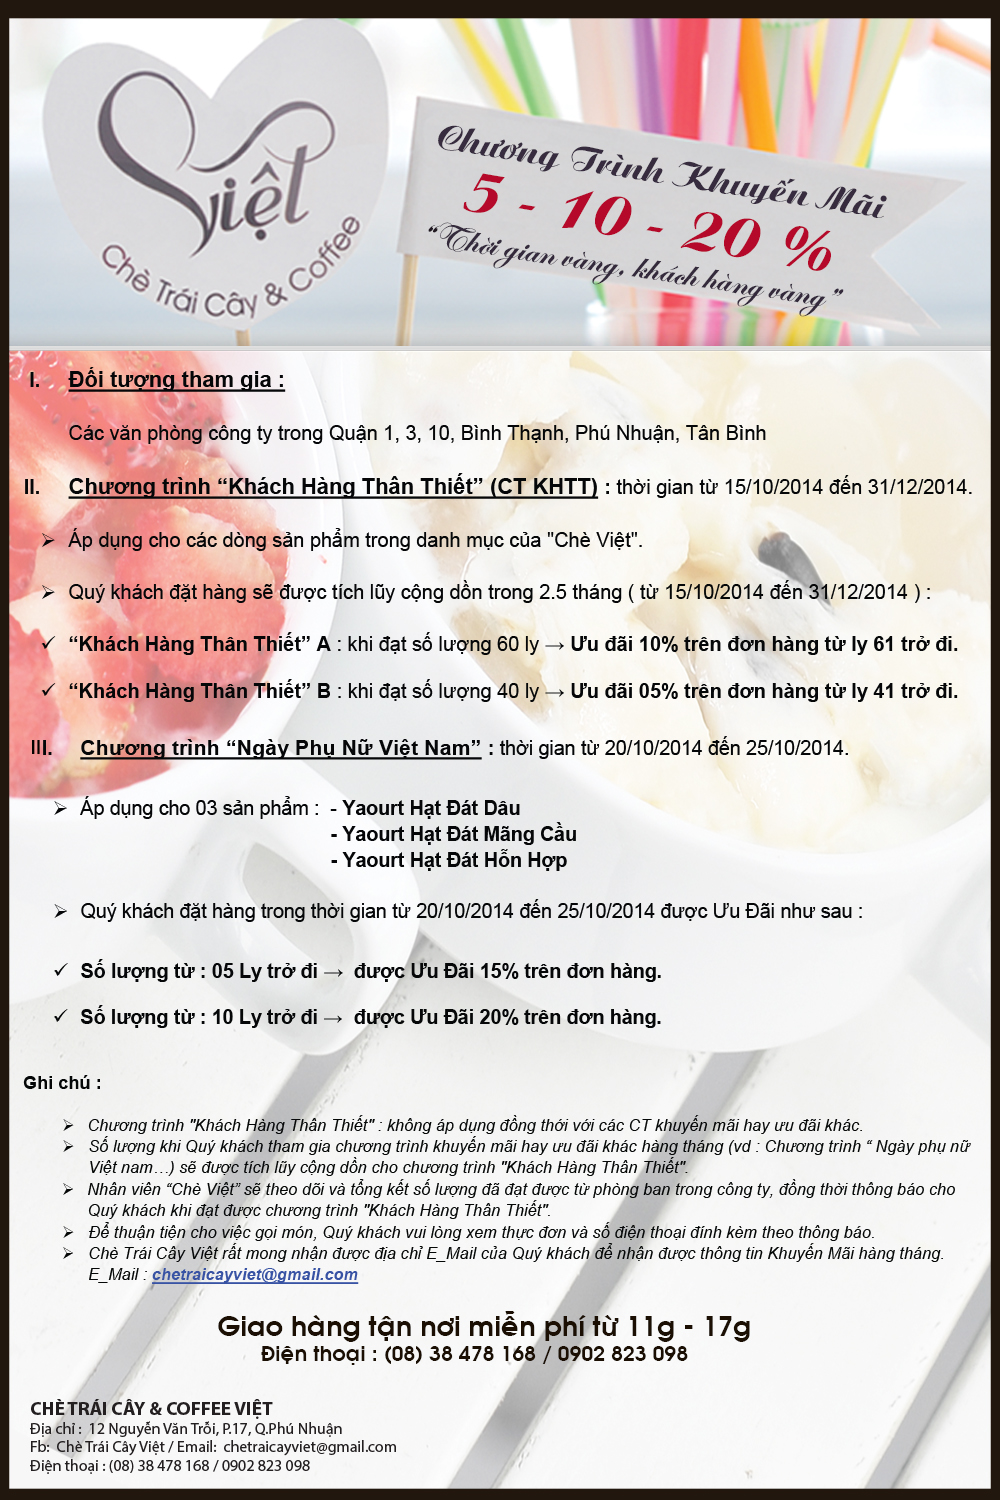 Việt
Chè Trái Cây & Coffee
Chương Trình Khuyến Mãi
5 - 10 - 20 %
“Thời gian vàng, khách hàng vàng”
I. Đối tượng tham gia :
Các văn phòng công ty trong Quận 1, 3, 10, Bình Thạnh, Phú Nhuận, Tân Bình
II. Chương trình “Khách Hàng Thân Thiết” (CT KHTT) : thời gian từ 15/10/2014 đến 31/12/2014.
➢ Áp dụng cho các dòng sản phẩm trong danh mục của "Chè Việt".
➢ Quý khách đặt hàng sẽ được tích lũy cộng dồn trong 2.5 tháng ( từ 15/10/2014 đến 31/12/2014 ) :
✓ “Khách Hàng Thân Thiết” A : khi đạt số lượng 60 ly → Ưu đãi 10% trên đơn hàng từ ly 61 trở đi.
✓ “Khách Hàng Thân Thiết” B : khi đạt số lượng 40 ly → Ưu đãi 05% trên đơn hàng từ ly 41 trở đi.
III. Chương trình “Ngày Phụ Nữ Việt Nam” : thời gian từ 20/10/2014 đến 25/10/2014.
➢ Áp dụng cho 03 sản phẩm : - Yaourt Hạt Đát Dâu
- Yaourt Hạt Đát Mãng Cầu
- Yaourt Hạt Đát Hỗn Hợp
➢ Quý khách đặt hàng trong thời gian từ 20/10/2014 đến 25/10/2014 được Ưu Đãi như sau :
✓ Số lượng từ : 05 Ly trở đi → được Ưu Đãi 15% trên đơn hàng.
✓ Số lượng từ : 10 Ly trở đi → được Ưu Đãi 20% trên đơn hàng.
Ghi chú :
➢ Chương trình "Khách Hàng Thân Thiết" : không áp dụng đồng thới với các CT khuyến mãi hay ưu đãi khác.
➢ Số lượng khi Quý khách tham gia chương trình khuyến mãi hay ưu đãi khác hàng tháng (vd : Chương trình “ Ngày phụ nữ
Việt nam…) sẽ được tích lũy cộng dồn cho chương trình "Khách Hàng Thân Thiết".
➢ Nhân viên “Chè Việt” sẽ theo dõi và tổng kết số lượng đã đạt được từ phòng ban trong công ty, đồng thời thông báo cho
Quý khách khi đạt được chương trình "Khách Hàng Thân Thiết".
➢ Để thuận tiện cho việc gọi món, Quý khách vui lòng xem thực đơn và số điện thoại đính kèm theo thông báo.
➢ Chè Trái Cây Việt rất mong nhận được địa chỉ E_Mail của Quý khách để nhận được thông tin Khuyến Mãi hàng tháng.
E_Mail : chetraicayviet@gmail.com
Giao hàng tận nơi miễn phí từ 11g - 17g
Điện thoại : (08) 38 478 168 / 0902 823 098
CHÈ TRÁI CÂY & COFFEE VIỆT
Địa chỉ : 12 Nguyễn Văn Trỗi, P.17, Q.Phú Nhuận
Fb: Chè Trái Cây Việt / Email: chetraicayviet@gmail.com
Điện thoại : (08) 38 478 168 / 0902 823 098